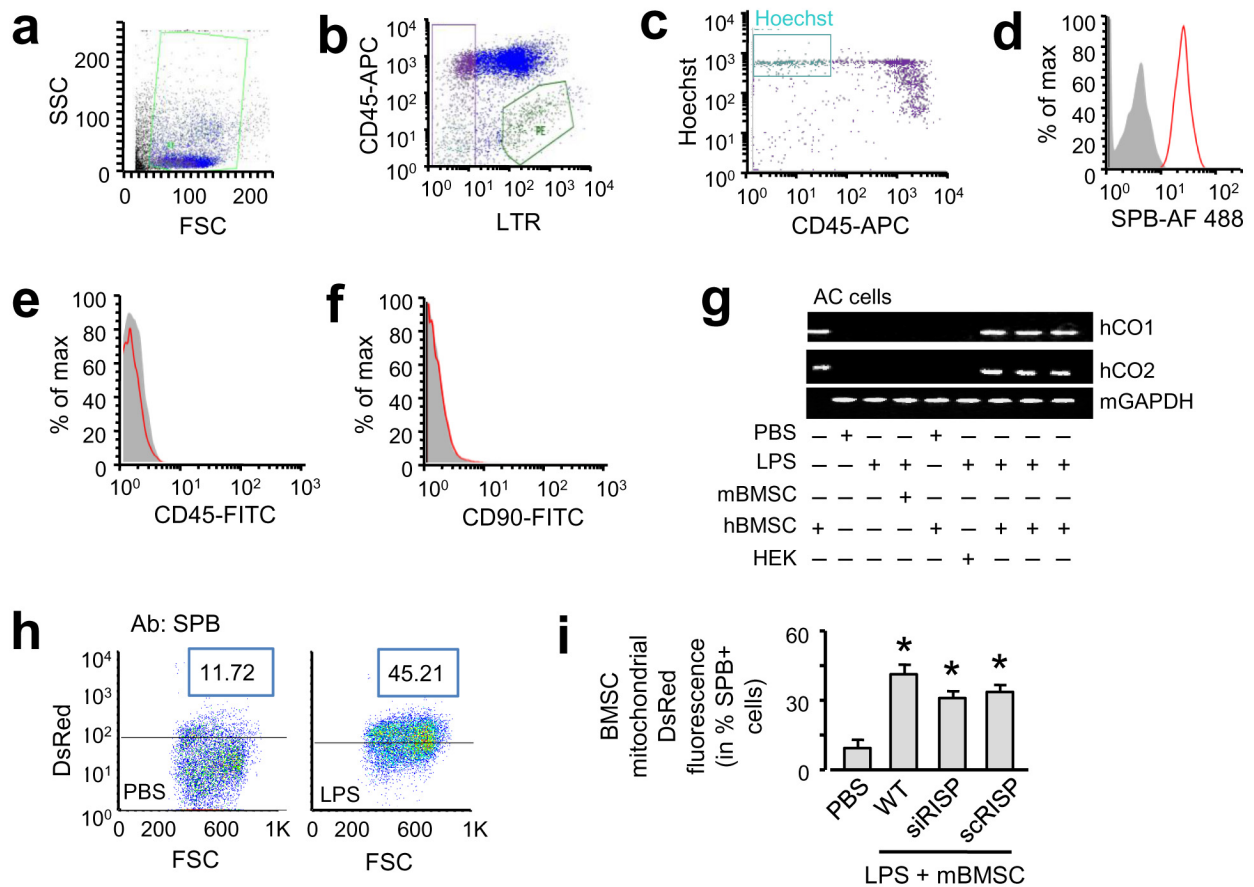 a
SSC
200
100
0
0
100
200
FSC
b
CD45-APC
10⁴
10³
10²
10¹
10⁰
PE
10⁰ 10¹ 10² 10³ 10⁴
LTR
c
Hoechst
Hoechst
10⁴
10³
10²
10¹
10⁰
10⁰ 10¹ 10² 10³ 10⁴
CD45-APC
d
% of max
100
80
60
40
20
0
10⁰ 10¹ 10²
SPB-AF 488
e
% of max
100
80
60
40
20
0
10⁰ 10¹ 10² 10³
CD45-FITC
f
% of max
100
80
60
40
20
0
10⁰ 10¹ 10² 10³
CD90-FITC
g
AC cells
hCO1
hCO2
mGAPDH
PBS – + – – + – – – –
LPS – – + + – + + + +
mBMSC – – – + – – – – –
hBMSC + – – – + – + + +
HEK – – – – – + – – –
h
Ab: SPB
DsRed
10⁴
10³
10²
10¹
10⁰
11.72
PBS
0 200 600 1K
FSC
45.21
LPS
0 200 600 1K
FSC
i
BMSC
mitochondrial
DsRed
fluorescence
(in % SPB+
cells)
60
30
0
* * *
PBS
WT
siRISP
scRISP
LPS + mBMSC